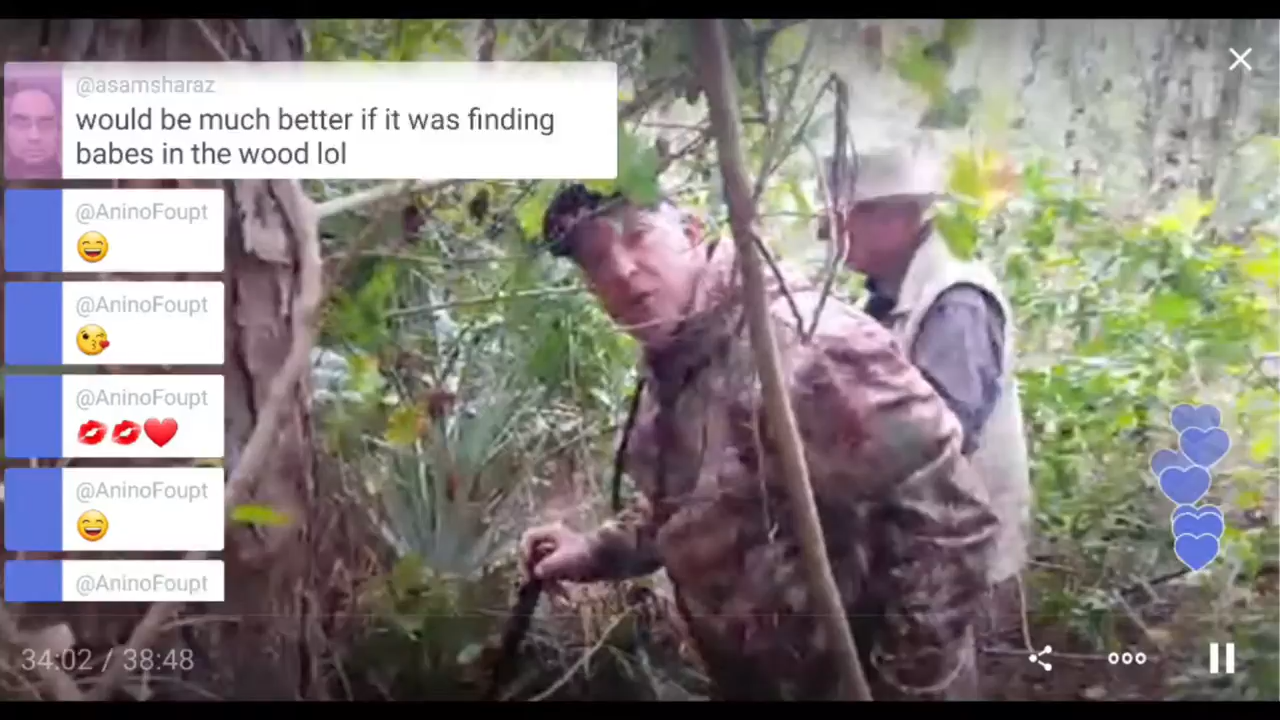 @asamsharaz
would be much better if it was finding
babes in the wood lol
@AninoFoupt
😄
@AninoFoupt
😘
@AninoFoupt
💋💋❤️
@AninoFoupt
😄
@AninoFoupt
34:02 / 38:48